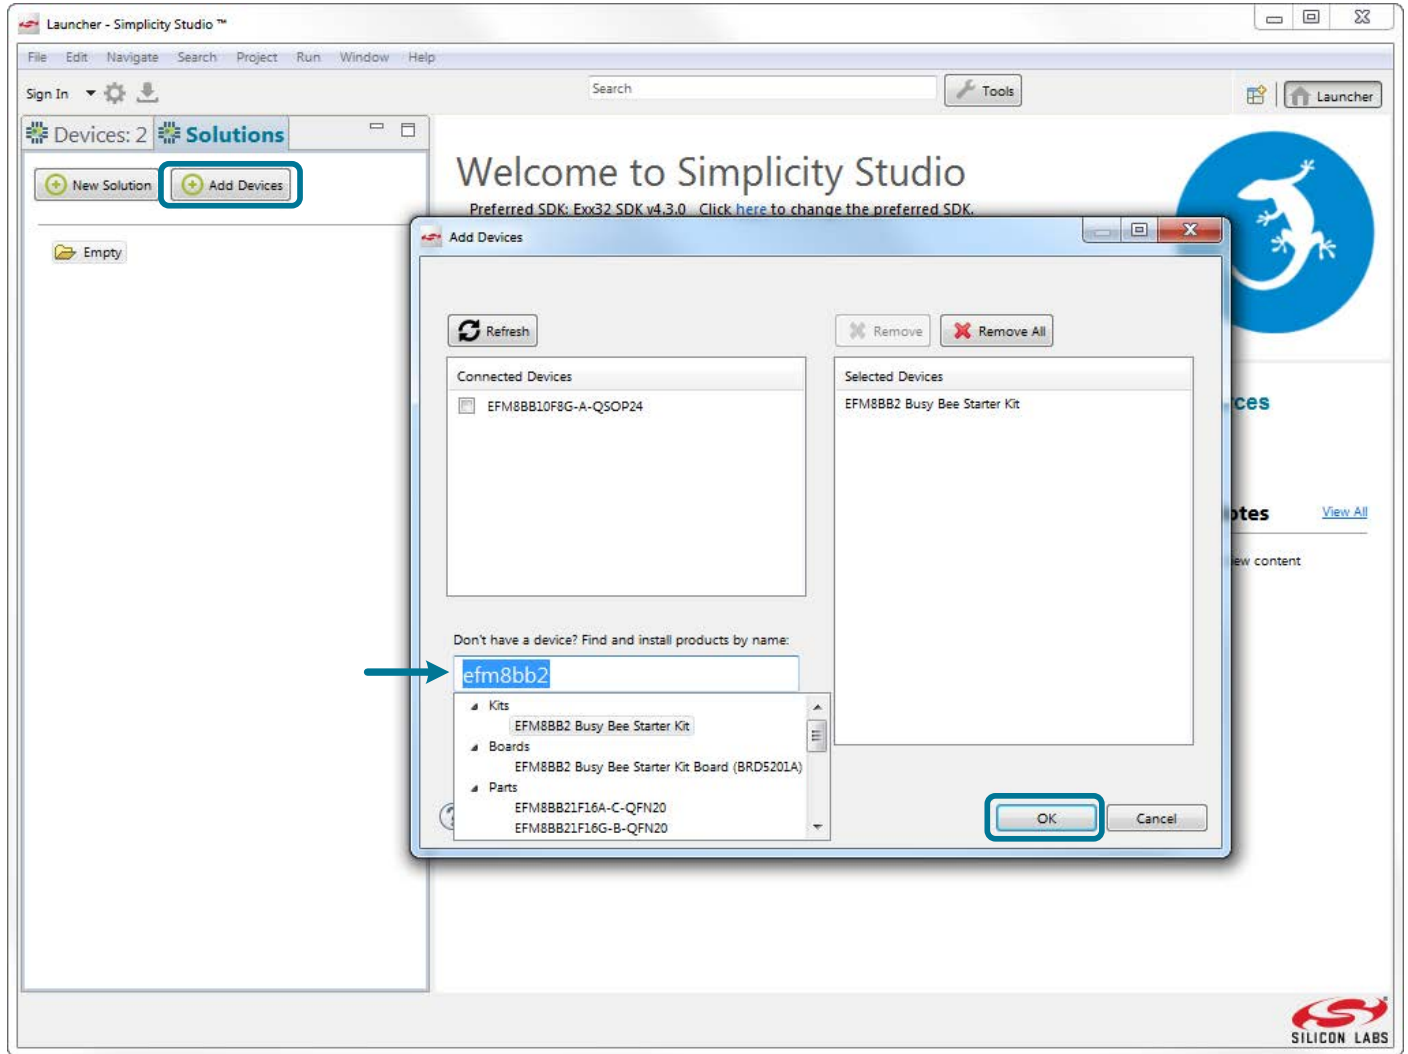 Launcher - Simplicity Studio ™
File Edit Navigate Search Project Run Window Help
Sign In
Search
Tools
Launcher
Devices: 2 Solutions
New Solution
Add Devices
Empty
Welcome to Simplicity Studio
Preferred SDK: Exx32 SDK v4.3.0 Click here to change the preferred SDK.
Add Devices
Refresh
Remove
Remove All
Connected Devices
EFM8BB10F8G-A-QSOP24
Selected Devices
EFM8BB2 Busy Bee Starter Kit
Don't have a device? Find and install products by name:
efm8bb2
Kits
EFM8BB2 Busy Bee Starter Kit
Boards
EFM8BB2 Busy Bee Starter Kit Board (BRD5201A)
Parts
EFM8BB21F16A-C-QFN20
EFM8BB21F16G-B-QFN20
?
OK
Cancel
View All
content
SILICON LABS